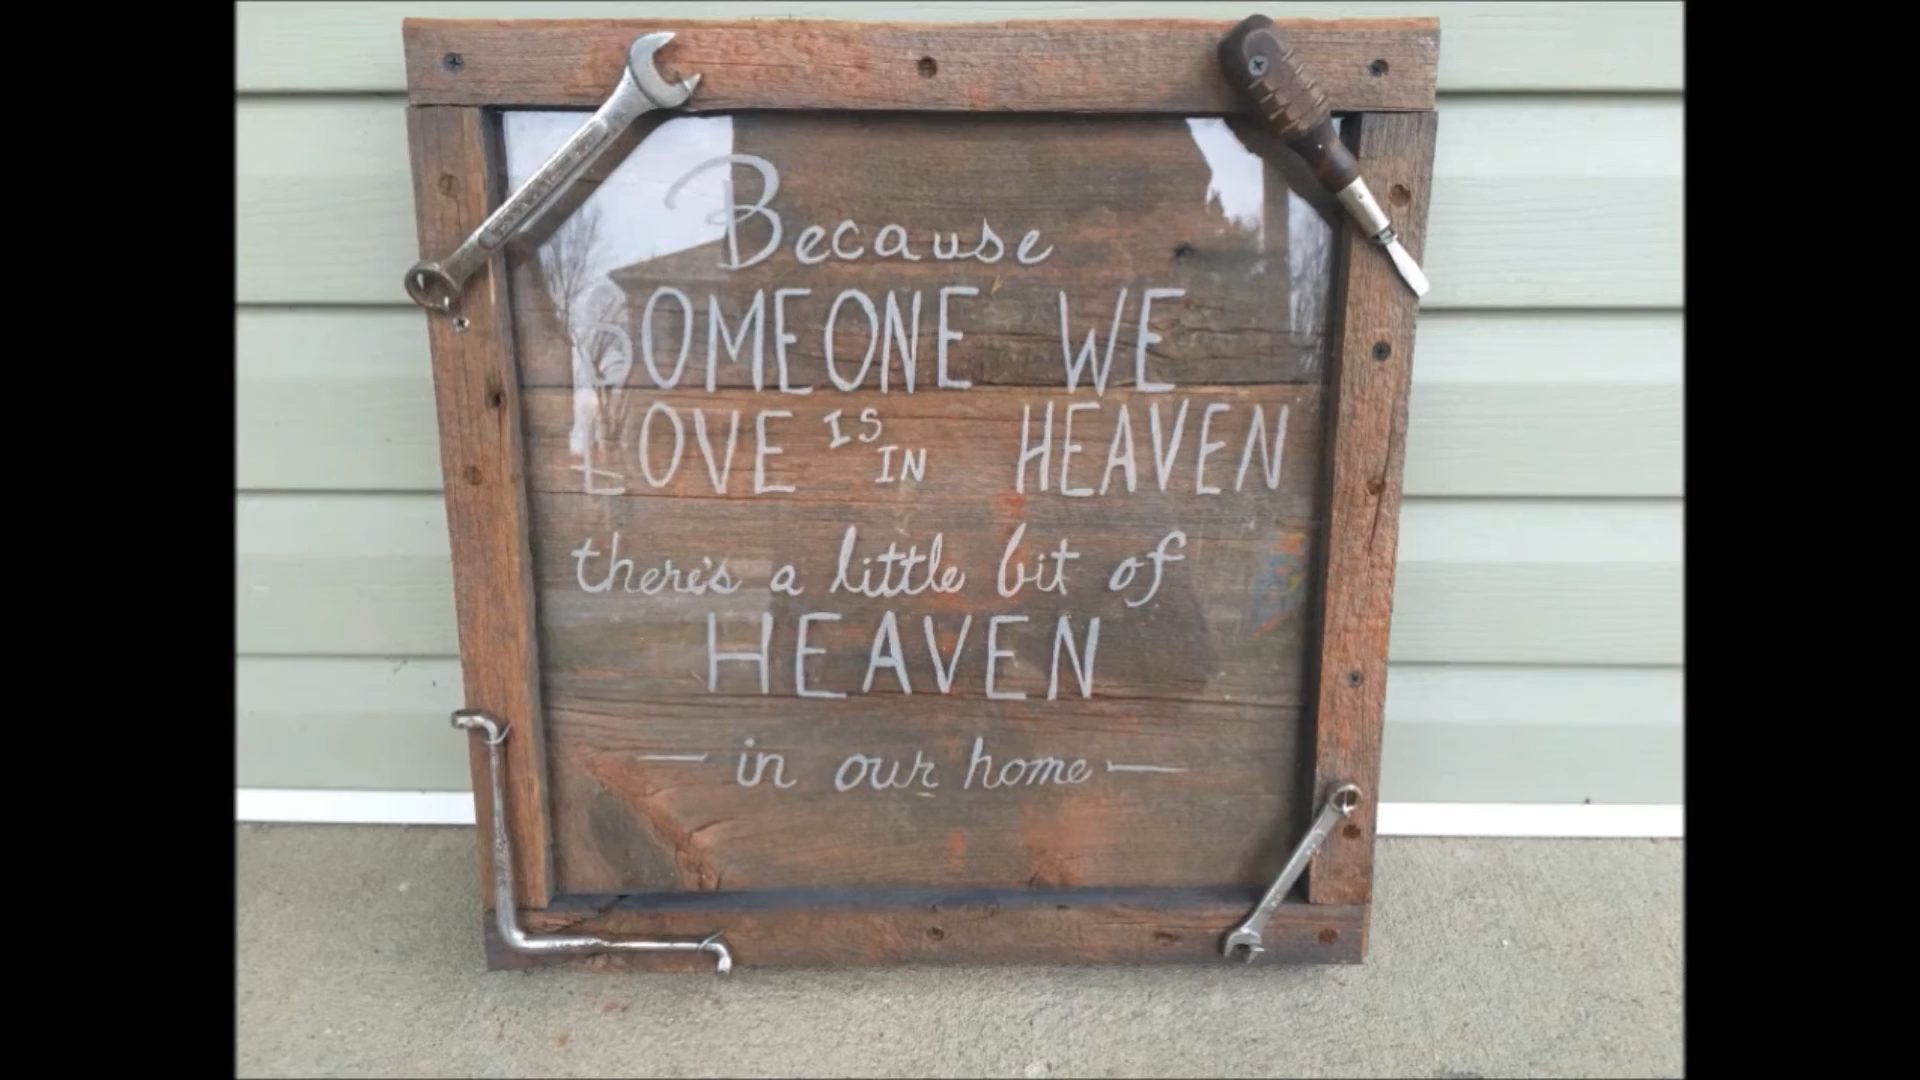 Because
SOMEONE WE
LOVE IS IN HEAVEN
there's a little bit of
HEAVEN
— in our home —